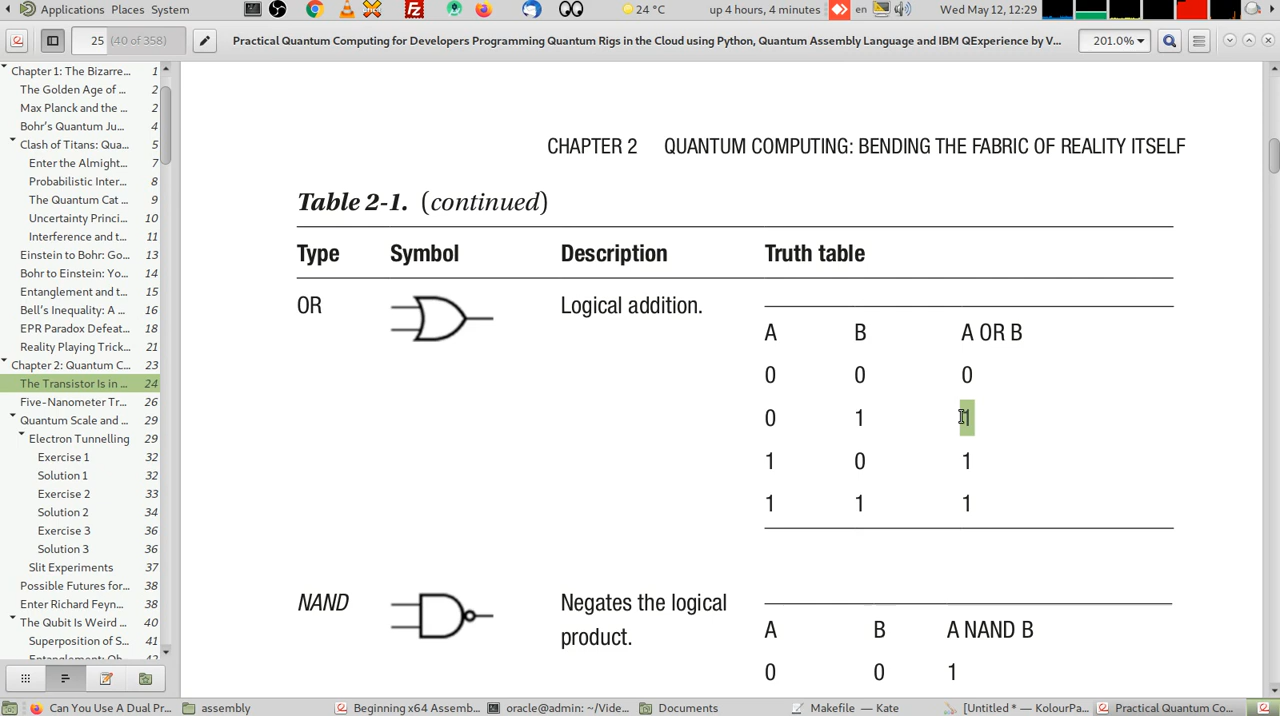 Applications Places System 24 °C up 4 hours, 4 minutes en Wed May 12, 12:29
25 (40 of 358) Practical Quantum Computing for Developers Programming Quantum Rigs in the Cloud using Python, Quantum Assembly Language and IBM QExperience by V... 201.0%
Chapter 1: The Bizarre... 1
The Golden Age of ... 2
Max Planck and the ... 2
Bohr's Quantum Ju... 4
Clash of Titans: Qua... 5
Enter the Almight... 7
Probabilistic Inter... 8
The Quantum Cat ... 9
Uncertainty Princi... 10
Interference and t... 11
Einstein to Bohr: Go... 13
Bohr to Einstein: Yo... 14
Entanglement and t... 15
Bell's Inequality: A ... 16
EPR Paradox Defeat... 18
Reality Playing Trick... 21
Chapter 2: Quantum C... 23
The Transistor Is in ... 24
Five-Nanometer Tr... 26
Quantum Scale and ... 29
Electron Tunnelling 29
Exercise 1 32
Solution 1 32
Exercise 2 33
Solution 2 34
Exercise 3 36
Solution 3 36
Slit Experiments 37
Possible Futures for... 38
Enter Richard Feyn... 38
The Qubit Is Weird ... 40
Superposition of S... 41
CHAPTER 2 QUANTUM COMPUTING: BENDING THE FABRIC OF REALITY ITSELF
Table 2-1. (continued)
Type Symbol Description Truth table
OR Logical addition.
A B A OR B
0 0 0
0 1 1
1 0 1
1 1 1
NAND Negates the logical
product.
A B A NAND B
0 0 1
Can You Use A Dual Pr... assembly Beginning x64 Assemb... oracle@admin: ~/Vide... Documents Makefile — Kate [Untitled * — KolourPa... Practical Quantum Co...